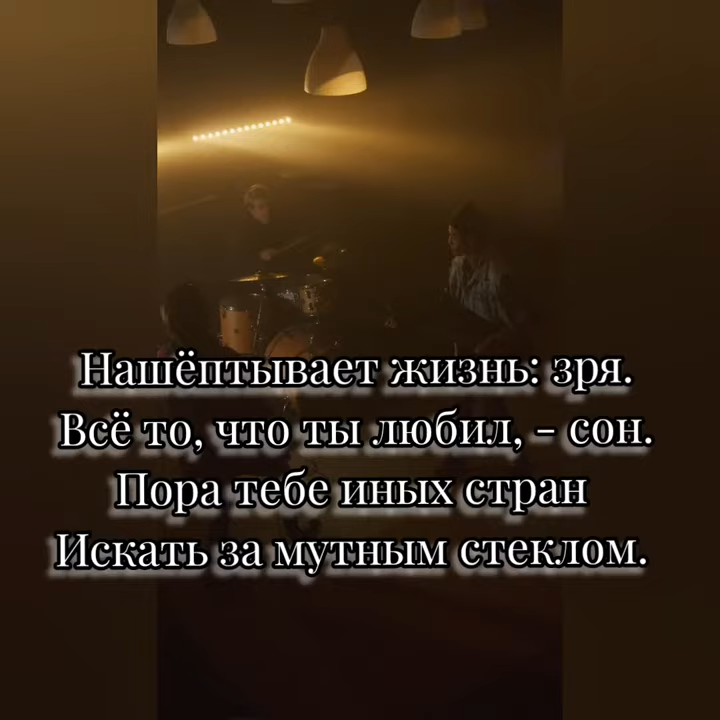 Нашёптывает жизнь: зря.
Всё то, что ты любил, – сон.
Пора тебе иных стран
Искать за мутным стеклом.